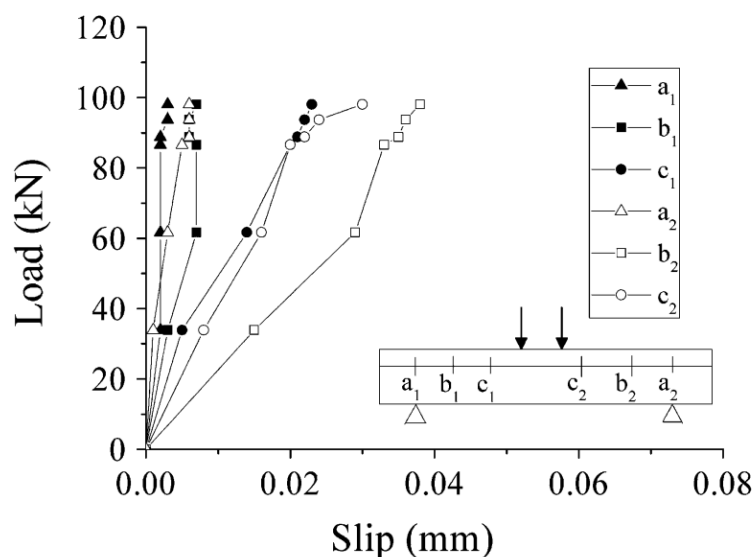 120
100
80
60
40
20
0
Load (kN)
0.00 0.02 0.04 0.06 0.08
Slip (mm)
a₁
b₁
c₁
a₂
b₂
c₂
a₁ b₁ c₁ c₂ b₂ a₂